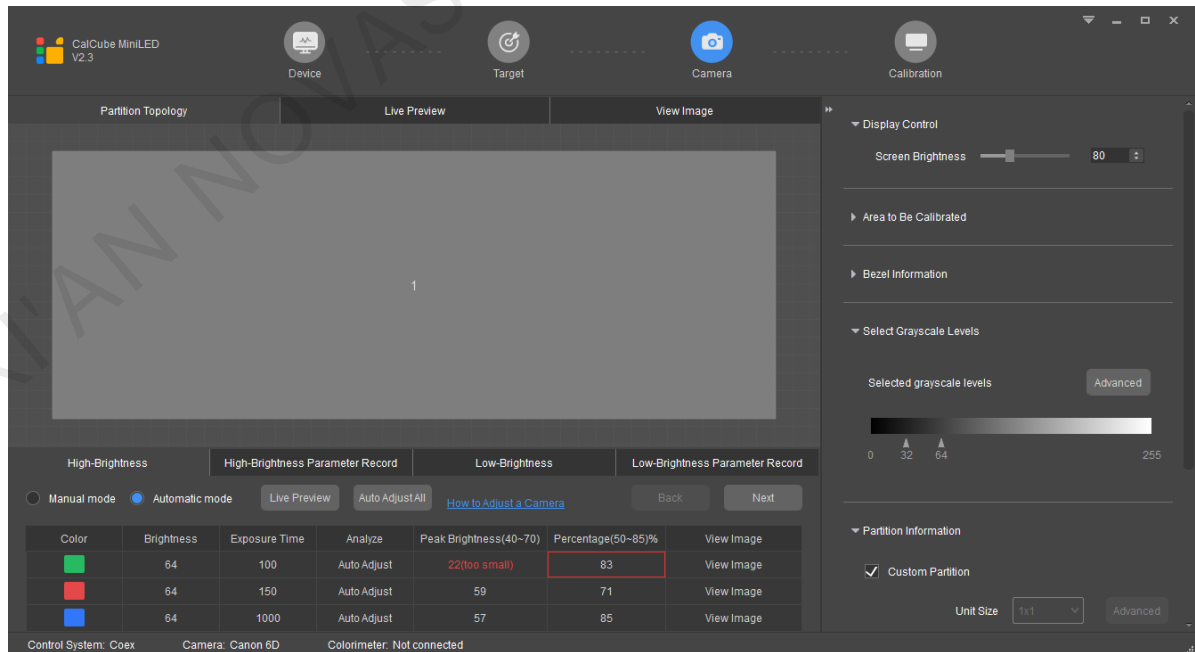 CalCube MiniLED
V2.3
Device
Target
Camera
Calibration
Partition Topology
Live Preview
View Image
Display Control
Screen Brightness 80
Area to Be Calibrated
Bezel Information
1
Select Grayscale Levels
Selected grayscale levels Advanced
0 32 64 255
High-Brightness High-Brightness Parameter Record Low-Brightness Low-Brightness Parameter Record
Manual mode Automatic mode Live Preview Auto Adjust All How to Adjust a Camera Back Next
Color Brightness Exposure Time Analyze Peak Brightness(40~70) Percentage(50~85)% View Image
64 100 Auto Adjust 22(too small) 83 View Image
64 150 Auto Adjust 59 71 View Image
64 1000 Auto Adjust 57 85 View Image
Partition Information
Custom Partition
Unit Size 1x1 Advanced
Control System: Coex Camera: Canon 6D Colorimeter: Not connected